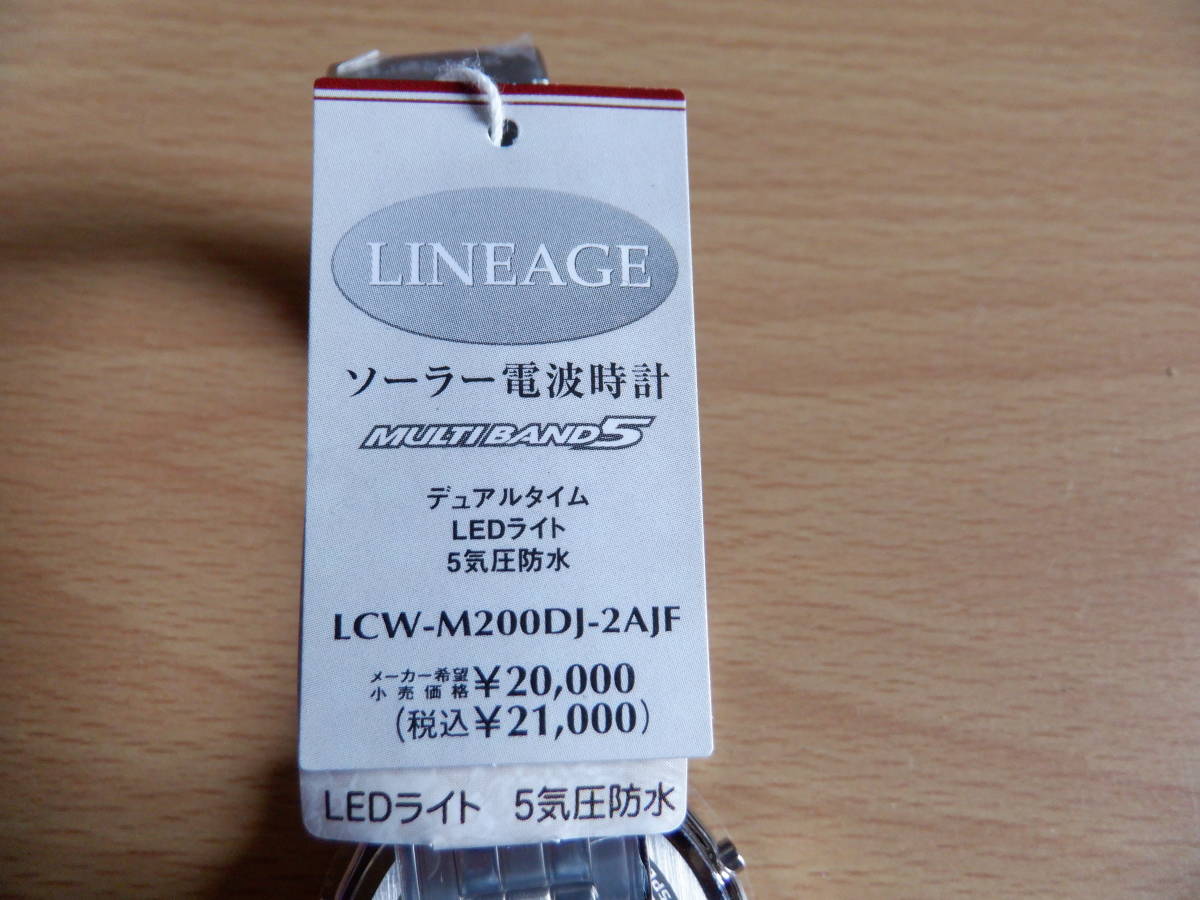 LINEAGE
ソーラー電波時計
MULTI BAND 5
デュアルタイム
LEDライト
5気圧防水
LCW-M200DJ-2AJF
メーカー希望
小売価格 ¥20,000
(税込¥21,000)
LEDライト 5気圧防水